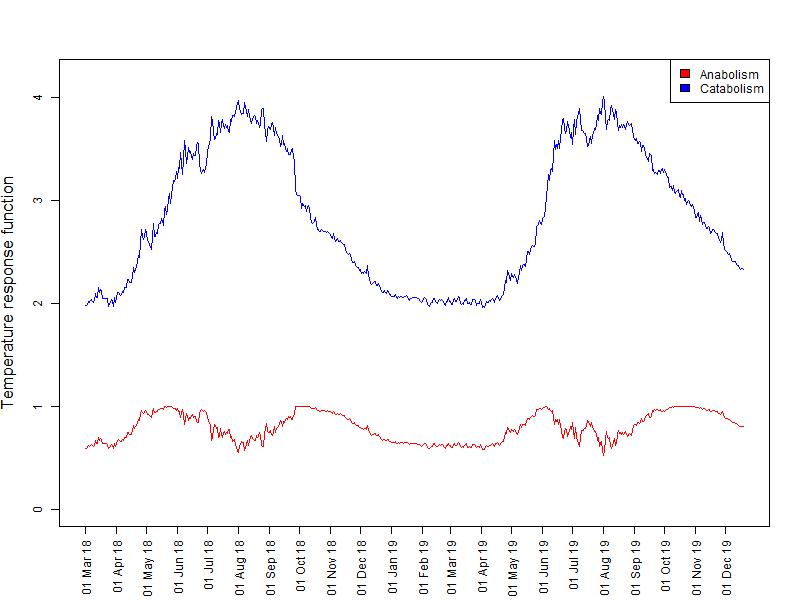 Anabolism
Catabolism
Temperature response function
4
3
2
1
0
01 Mar 18
01 Apr 18
01 May 18
01 Jun 18
01 Jul 18
01 Aug 18
01 Sep 18
01 Oct 18
01 Nov 18
01 Dec 18
01 Jan 19
01 Feb 19
01 Mar 19
01 Apr 19
01 May 19
01 Jun 19
01 Jul 19
01 Aug 19
01 Sep 19
01 Oct 19
01 Nov 19
01 Dec 19